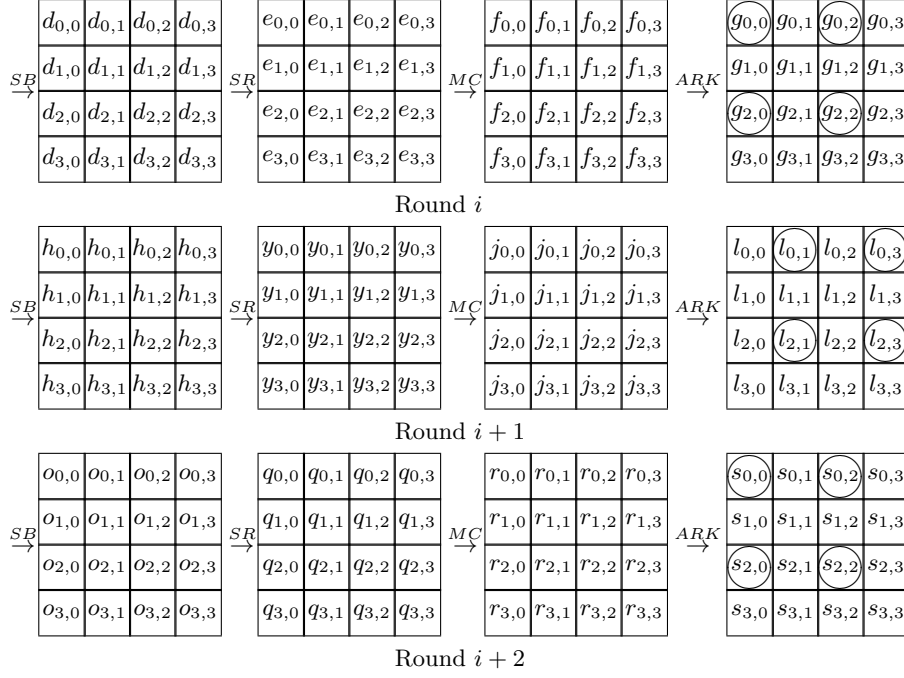 d0,0 d0,1 d0,2 d0,3 e0,0 e0,1 e0,2 e0,3 f0,0 f0,1 f0,2 f0,3 g0,0 g0,1 g0,2 g0,3
d1,0 d1,1 d1,2 d1,3 e1,0 e1,1 e1,2 e1,3 f1,0 f1,1 f1,2 f1,3 g1,0 g1,1 g1,2 g1,3
SB → SR → MC → ARK →
d2,0 d2,1 d2,2 d2,3 e2,0 e2,1 e2,2 e2,3 f2,0 f2,1 f2,2 f2,3 g2,0 g2,1 g2,2 g2,3
d3,0 d3,1 d3,2 d3,3 e3,0 e3,1 e3,2 e3,3 f3,0 f3,1 f3,2 f3,3 g3,0 g3,1 g3,2 g3,3
Round i
h0,0 h0,1 h0,2 h0,3 y0,0 y0,1 y0,2 y0,3 j0,0 j0,1 j0,2 j0,3 l0,0 l0,1 l0,2 l0,3
h1,0 h1,1 h1,2 h1,3 y1,0 y1,1 y1,2 y1,3 j1,0 j1,1 j1,2 j1,3 l1,0 l1,1 l1,2 l1,3
SB → SR → MC → ARK →
h2,0 h2,1 h2,2 h2,3 y2,0 y2,1 y2,2 y2,3 j2,0 j2,1 j2,2 j2,3 l2,0 l2,1 l2,2 l2,3
h3,0 h3,1 h3,2 h3,3 y3,0 y3,1 y3,2 y3,3 j3,0 j3,1 j3,2 j3,3 l3,0 l3,1 l3,2 l3,3
Round i + 1
o0,0 o0,1 o0,2 o0,3 q0,0 q0,1 q0,2 q0,3 r0,0 r0,1 r0,2 r0,3 s0,0 s0,1 s0,2 s0,3
o1,0 o1,1 o1,2 o1,3 q1,0 q1,1 q1,2 q1,3 r1,0 r1,1 r1,2 r1,3 s1,0 s1,1 s1,2 s1,3
SB → SR → MC → ARK →
o2,0 o2,1 o2,2 o2,3 q2,0 q2,1 q2,2 q2,3 r2,0 r2,1 r2,2 r2,3 s2,0 s2,1 s2,2 s2,3
o3,0 o3,1 o3,2 o3,3 q3,0 q3,1 q3,2 q3,3 r3,0 r3,1 r3,2 r3,3 s3,0 s3,1 s3,2 s3,3
Round i + 2